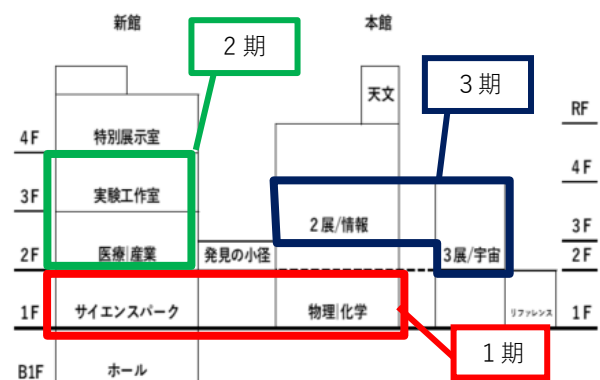 新館
本館
2期
3期
天文
RF
4F
特別展示室
4F
3F
実験工作室
2展/情報
3F
2F
医療|産業
発見の小径
3展/宇宙
2F
1F
サイエンスパーク
物理|化学
リファレンス
1F
1期
B1F
ホール